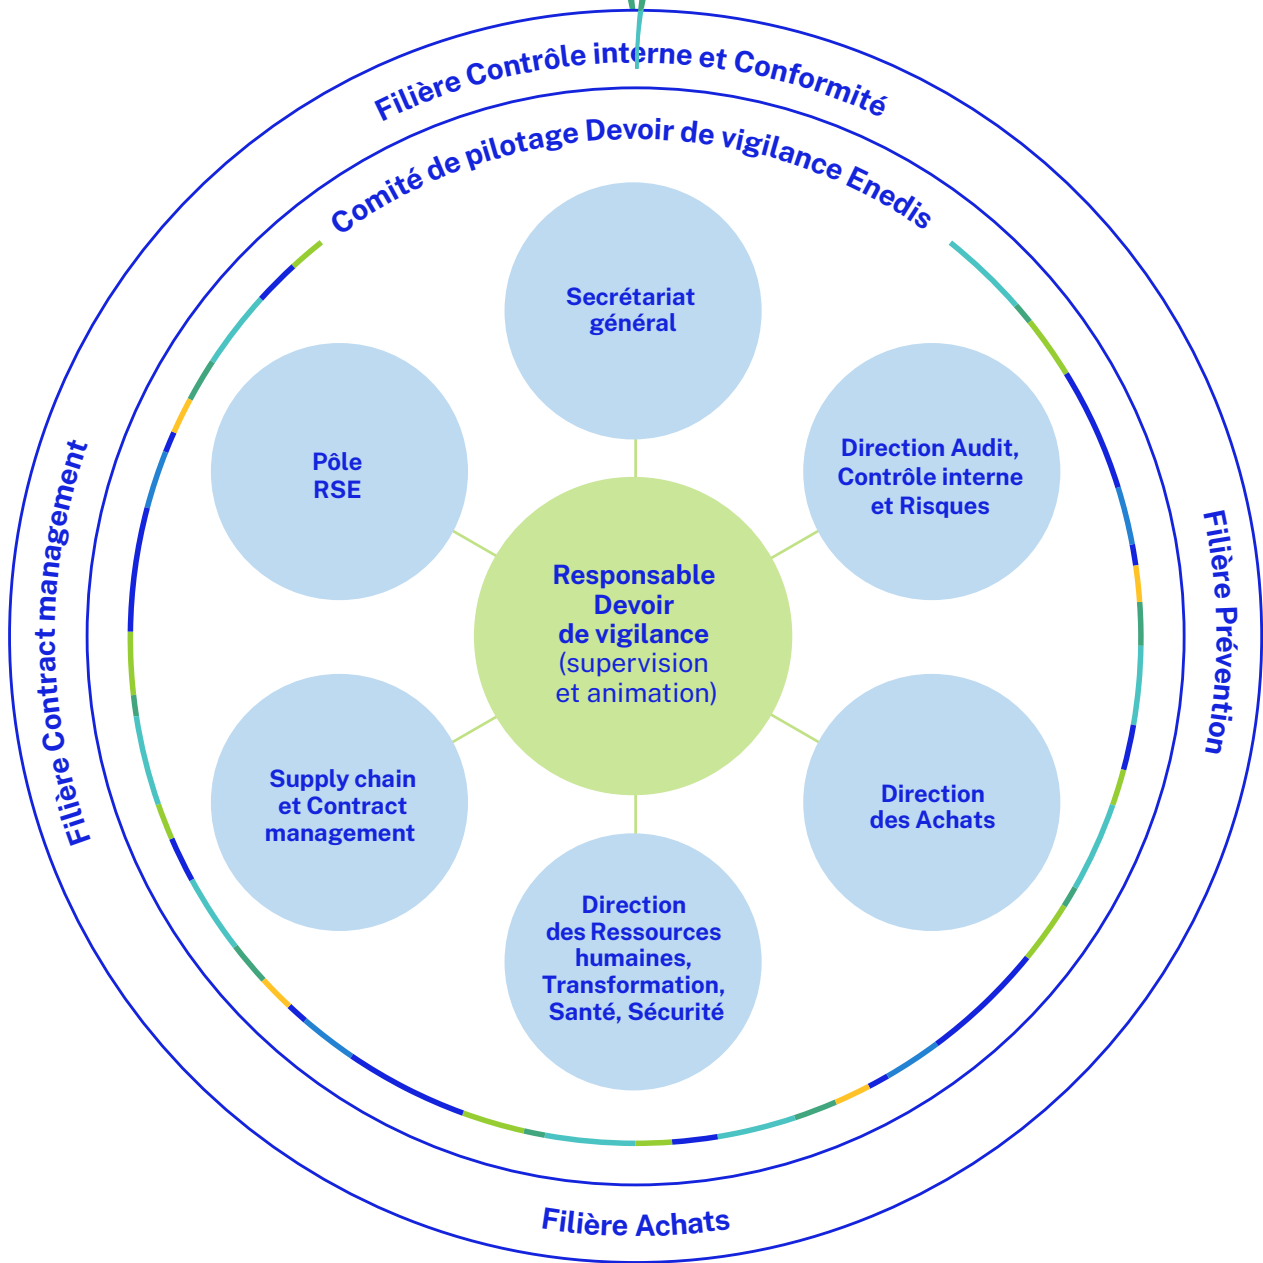 Filière Contrôle interne et Conformité
Comité de pilotage Devoir de vigilance Enedis
Secrétariat
général
Pôle
RSE
Direction Audit,
Contrôle interne
et Risques
Responsable
Devoir
de vigilance
(supervision
et animation)
Filière Contract management
Filière Prévention
Supply chain
et Contract
management
Direction
des Achats
Direction
des Ressources
humaines,
Transformation,
Santé, Sécurité
Filière Achats